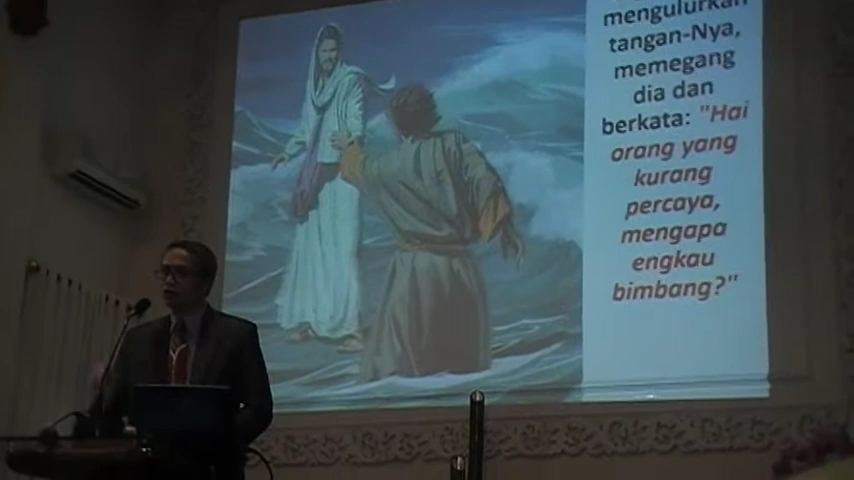 mengulurkan
tangan-Nya,
memegang
dia dan
berkata: "Hai
orang yang
kurang
percaya,
mengapa
engkau
bimbang?"